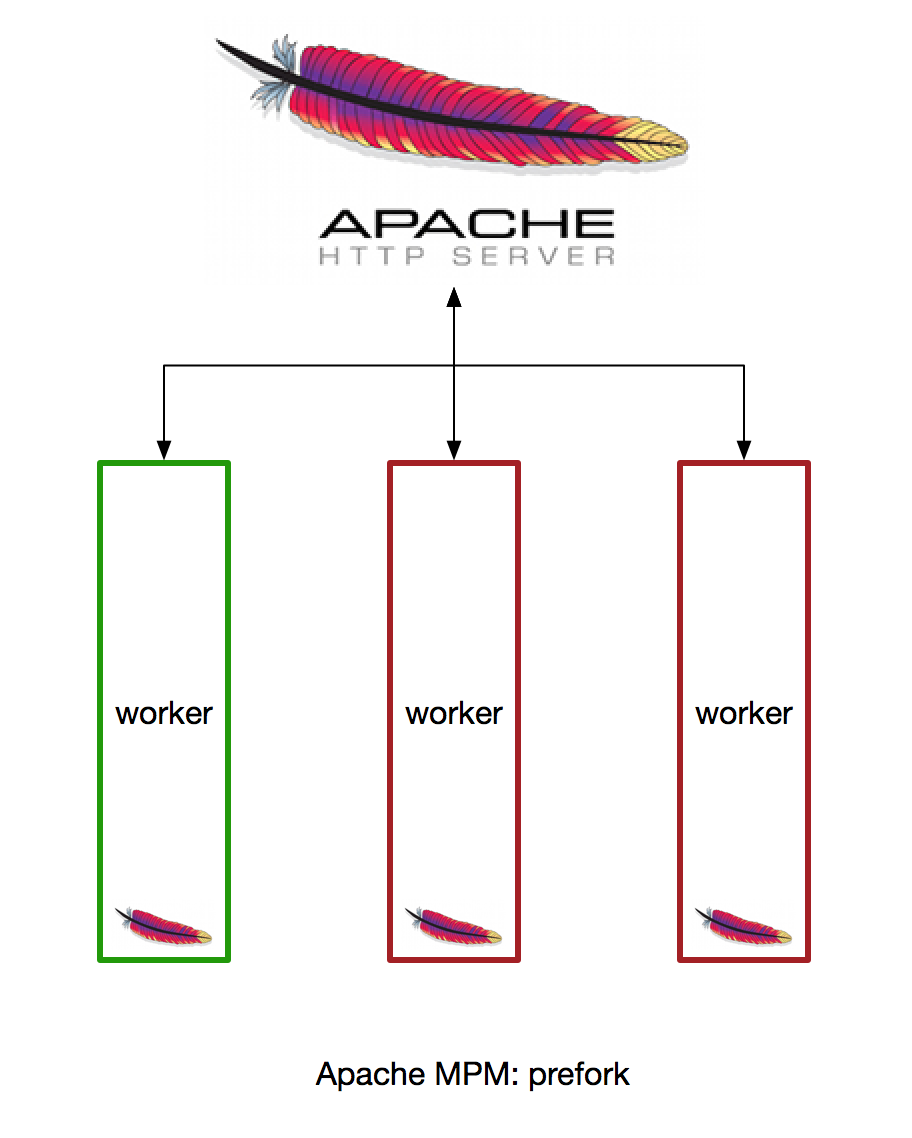 APACHE
HTTP SERVER
worker
worker
worker
Apache MPM: prefork